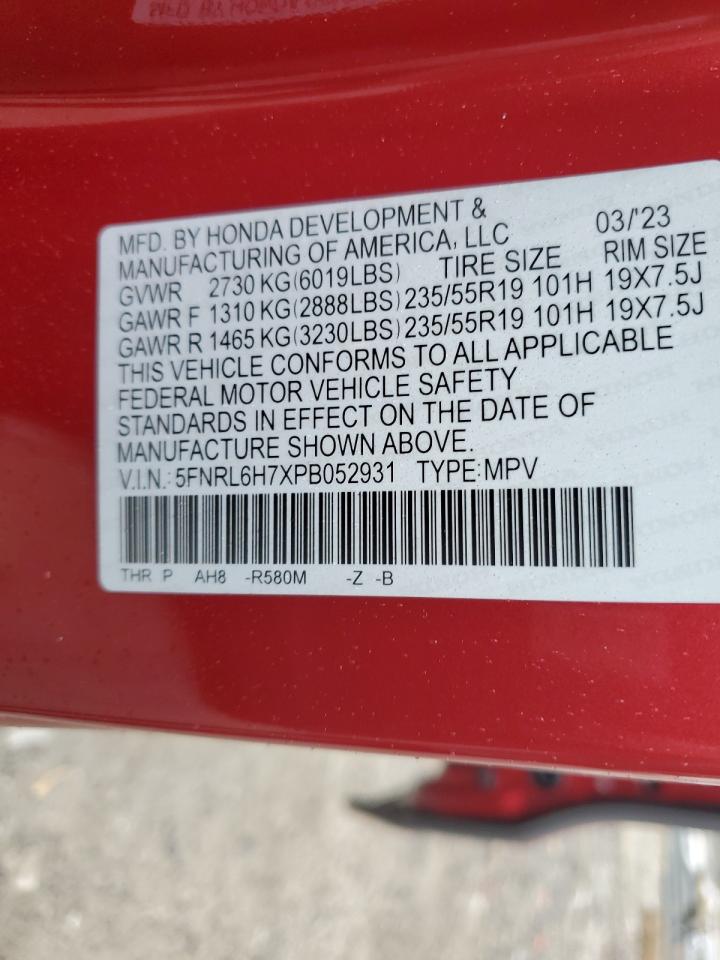 MFD. BY HONDA DEVELOPMENT &
MANUFACTURING OF AMERICA, LLC 03/'23
GVWR 2730 KG(6019LBS) TIRE SIZE RIM SIZE
GAWR F 1310 KG(2888LBS) 235/55R19 101H 19X7.5J
GAWR R 1465 KG(3230LBS) 235/55R19 101H 19X7.5J
THIS VEHICLE CONFORMS TO ALL APPLICABLE
FEDERAL MOTOR VEHICLE SAFETY
STANDARDS IN EFFECT ON THE DATE OF
MANUFACTURE SHOWN ABOVE.
V.I.N.: 5FNRL6H7XPB052931 TYPE:MPV
THR P AH8 -R580M -Z -B